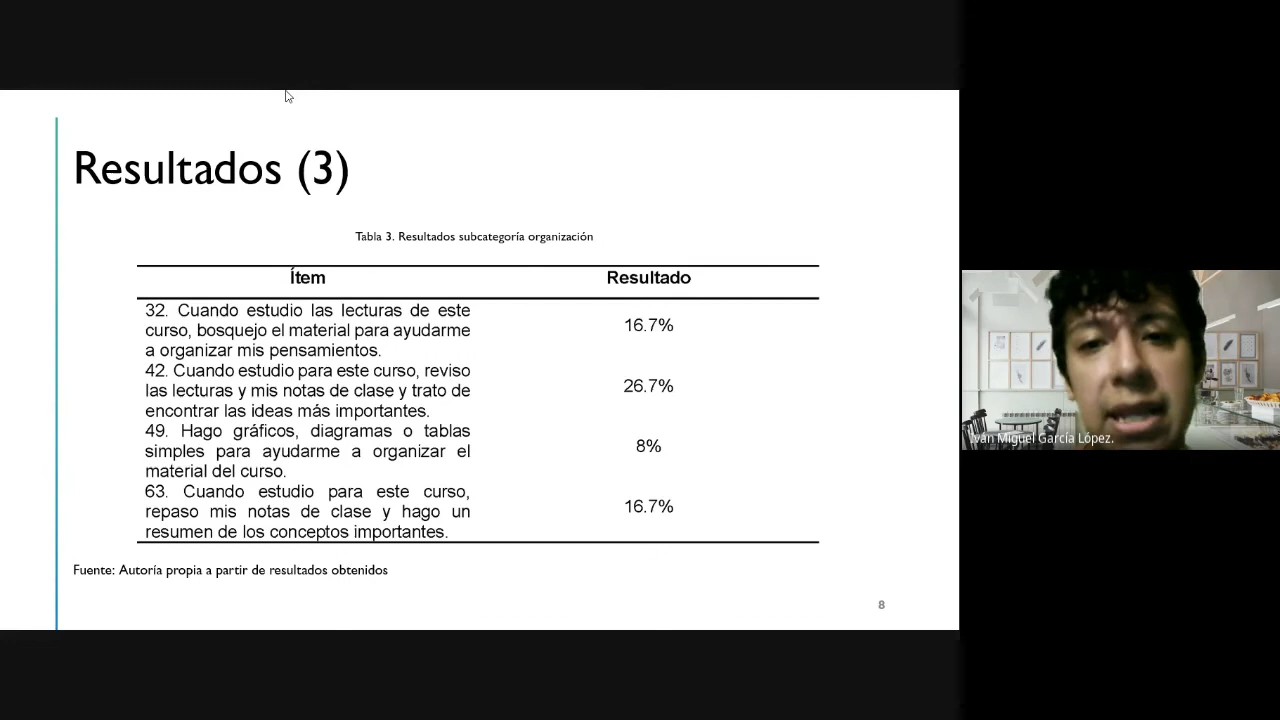 Resultados (3)
Tabla 3. Resultados subcategoría organización
Ítem
Resultado
32. Cuando estudio las lecturas de este
curso, bosquejo el material para ayudarme
a organizar mis pensamientos.
16.7%
42. Cuando estudio para este curso, reviso
las lecturas y mis notas de clase y trato de
encontrar las ideas más importantes.
26.7%
49. Hago gráficos, diagramas o tablas
simples para ayudarme a organizar el
material del curso.
8%
63. Cuando estudio para este curso,
repaso mis notas de clase y hago un
resumen de los conceptos importantes.
16.7%
Fuente: Autoría propia a partir de resultados obtenidos
8
Iván Miguel García López.